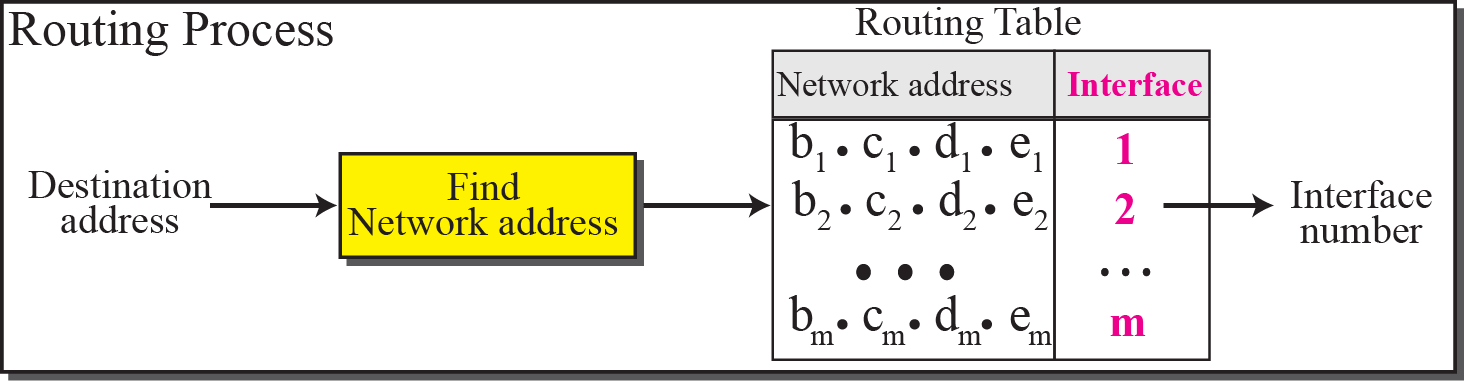 Routing Process
Routing Table
Network address Interface
b1 . c1 . d1 . e1 1
b2 . c2 . d2 . e2 2
• • • ...
bm . cm . dm . em m
Destination
address
Find
Network address
Interface
number